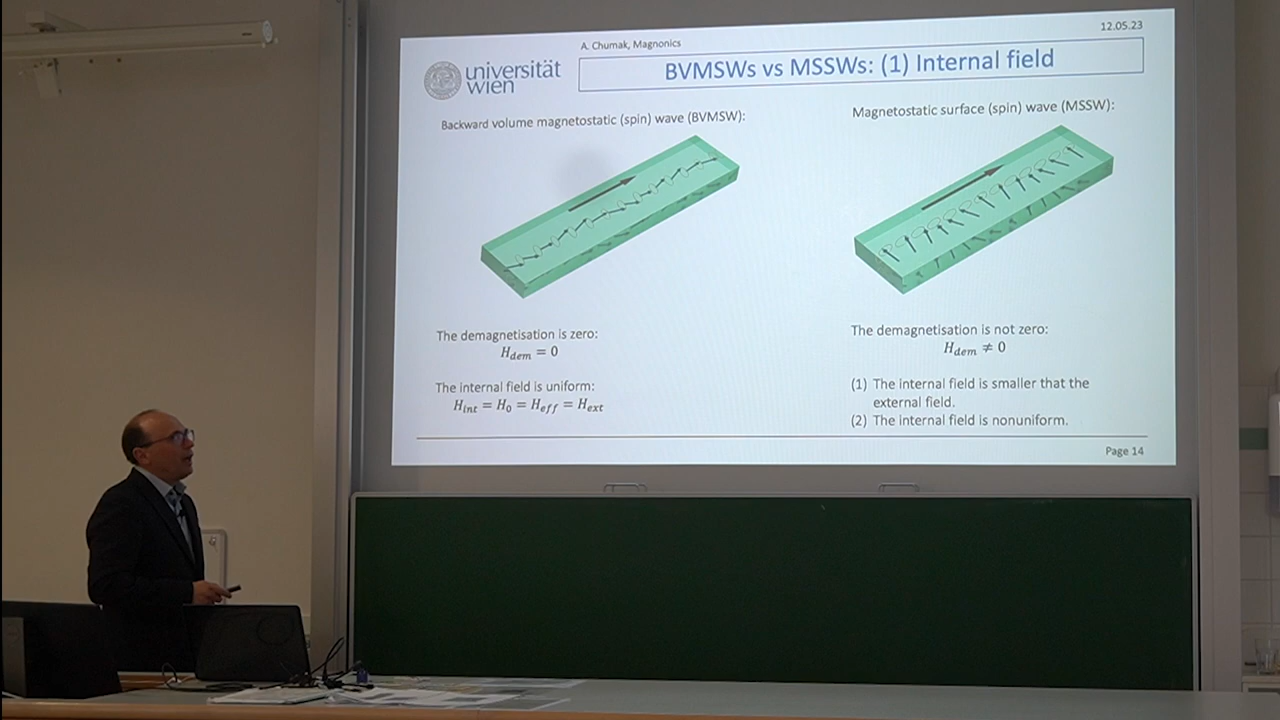 12.05.23
A. Chumak, Magnonics
universität
wien
BVMSWs vs MSSWs: (1) Internal field
Backward volume magnetostatic (spin) wave (BVMSW):
Magnetostatic surface (spin) wave (MSSW):
The demagnetisation is zero:
H_dem = 0
The internal field is uniform:
H_int = H_0 = H_eff = H_ext
The demagnetisation is not zero:
H_dem ≠ 0
(1) The internal field is smaller that the
external field.
(2) The internal field is nonuniform.
Page 14